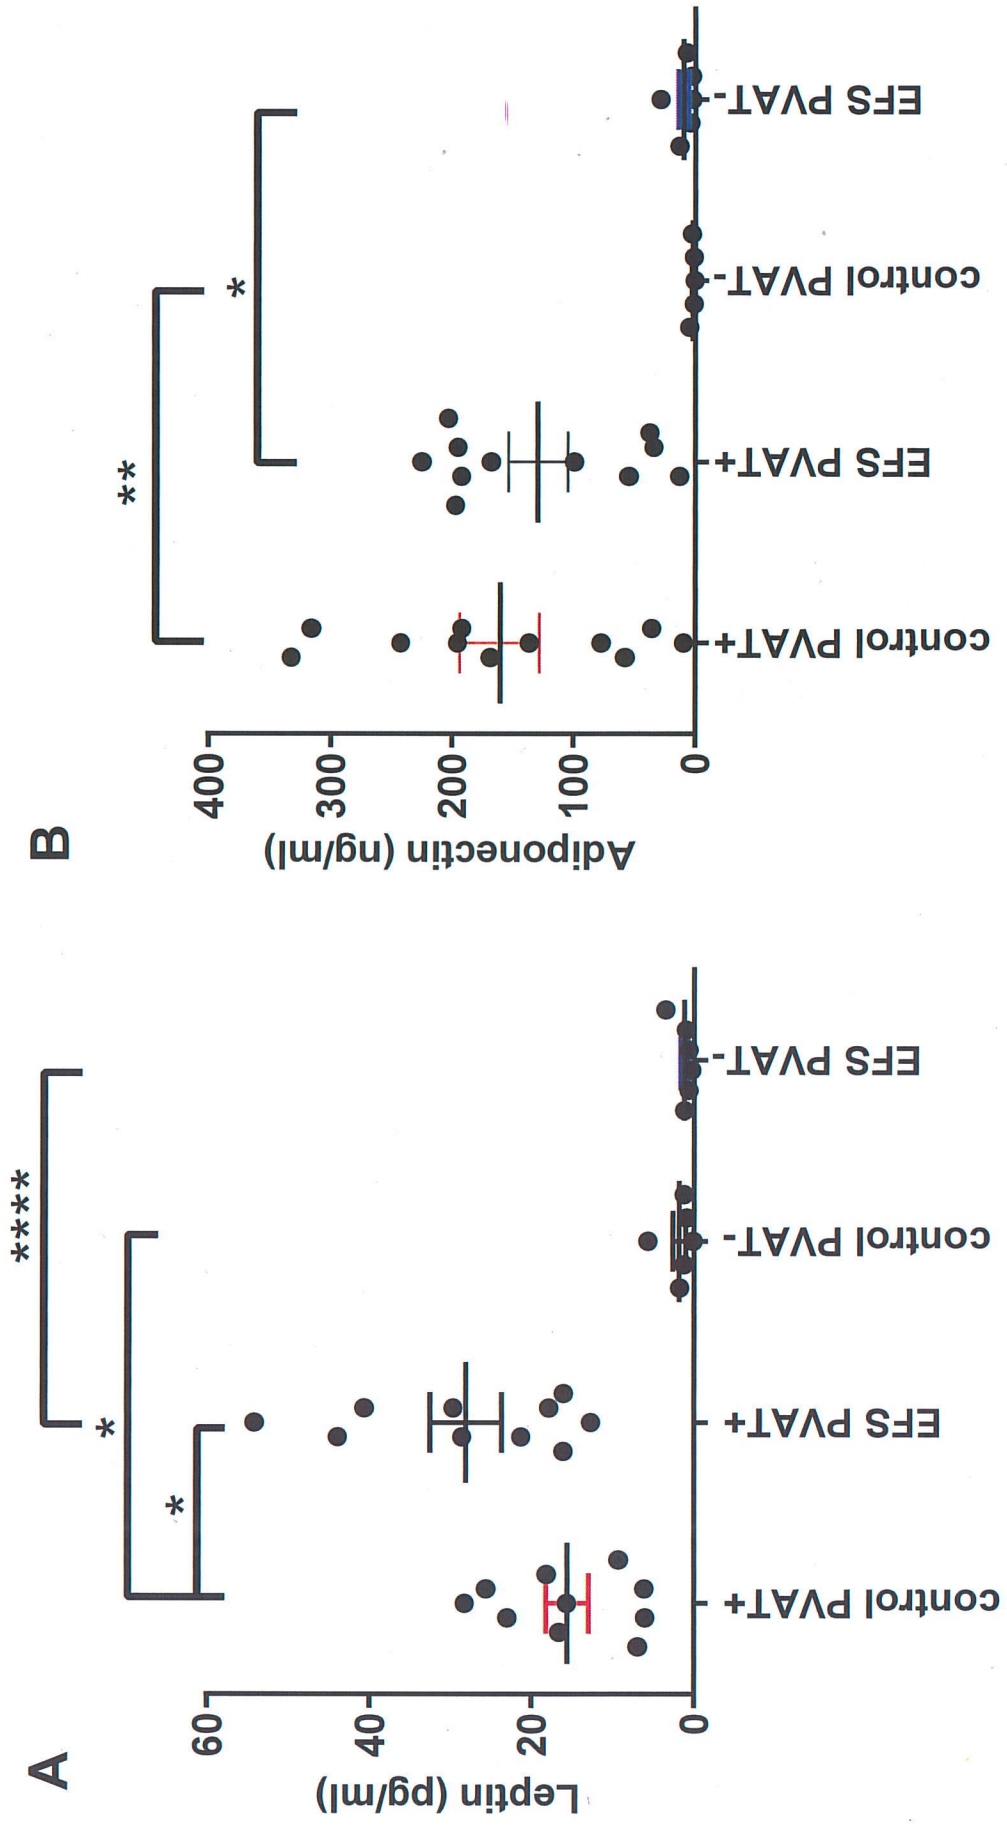 A
Leptin (pg/ml)
60
40
20
0
control PVAT+
EFS PVAT+
control PVAT-
EFS PVAT-
*
*
****
B
Adiponectin (ng/ml)
400
300
200
100
0
control PVAT+
EFS PVAT+
control PVAT-
EFS PVAT-
**
*